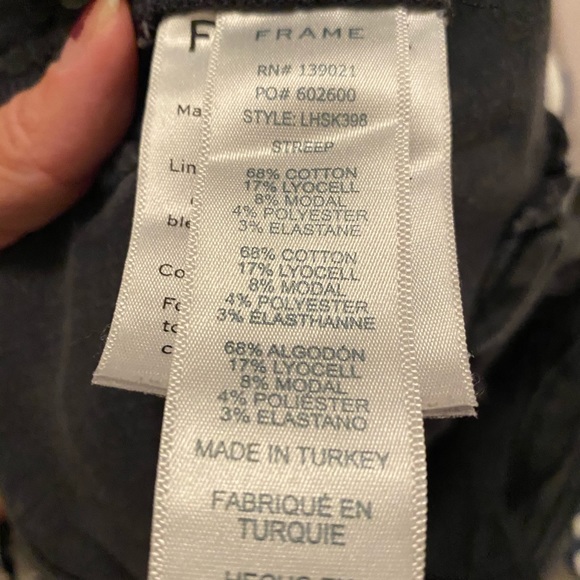 FRAME
RN# 139021
PO# 602600
STYLE: LHSK398
STREEP
68% COTTON
17% LYOCELL
8% MODAL
4% POLYESTER
3% ELASTANE
68% COTTON
17% LYOCELL
8% MODAL
4% POLYESTER
3% ELASTHANNE
68% ALGODÓN
17% LYOCELL
8% MODAL
4% POLIÉSTER
3% ELASTANO
MADE IN TURKEY
FABRIQUÉ EN
TURQUIE